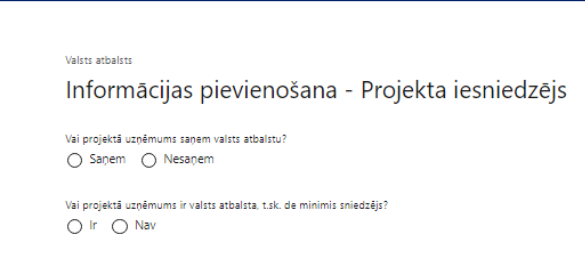 Valsts atbalsts
Informācijas pievienošana - Projekta iesniedzējs
Vai projektā uzņēmums saņem valsts atbalstu?
Saņem Nesaņem
Vai projektā uzņēmums ir valsts atbalsta, t.sk. de minimis sniedzējs?
Ir Nav